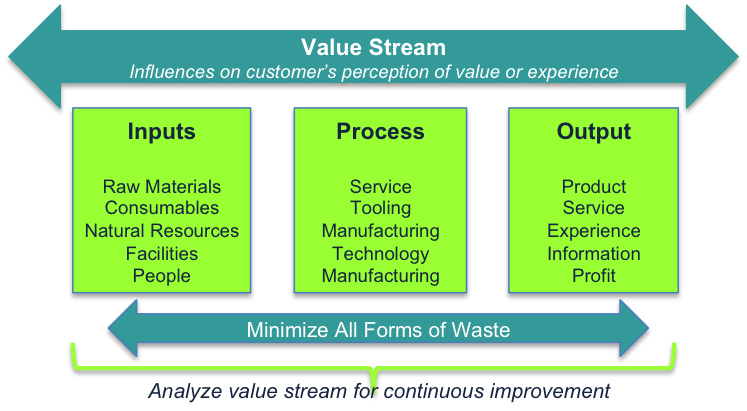 Value Stream
Influences on customer's perception of value or experience
Inputs
Raw Materials
Consumables
Natural Resources
Facilities
People
Process
Service
Tooling
Manufacturing
Technology
Manufacturing
Output
Product
Service
Experience
Information
Profit
Minimize All Forms of Waste
Analyze value stream for continuous improvement